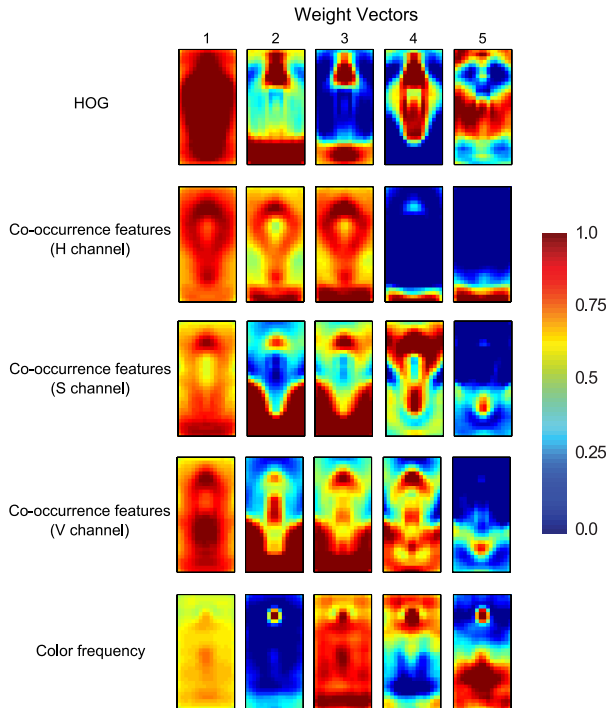 Weight Vectors
1 2 3 4 5
HOG
Co-occurrence features
(H channel)
Co-occurrence features
(S channel)
Co-occurrence features
(V channel)
Color frequency
1.0
0.75
0.5
0.25
0.0